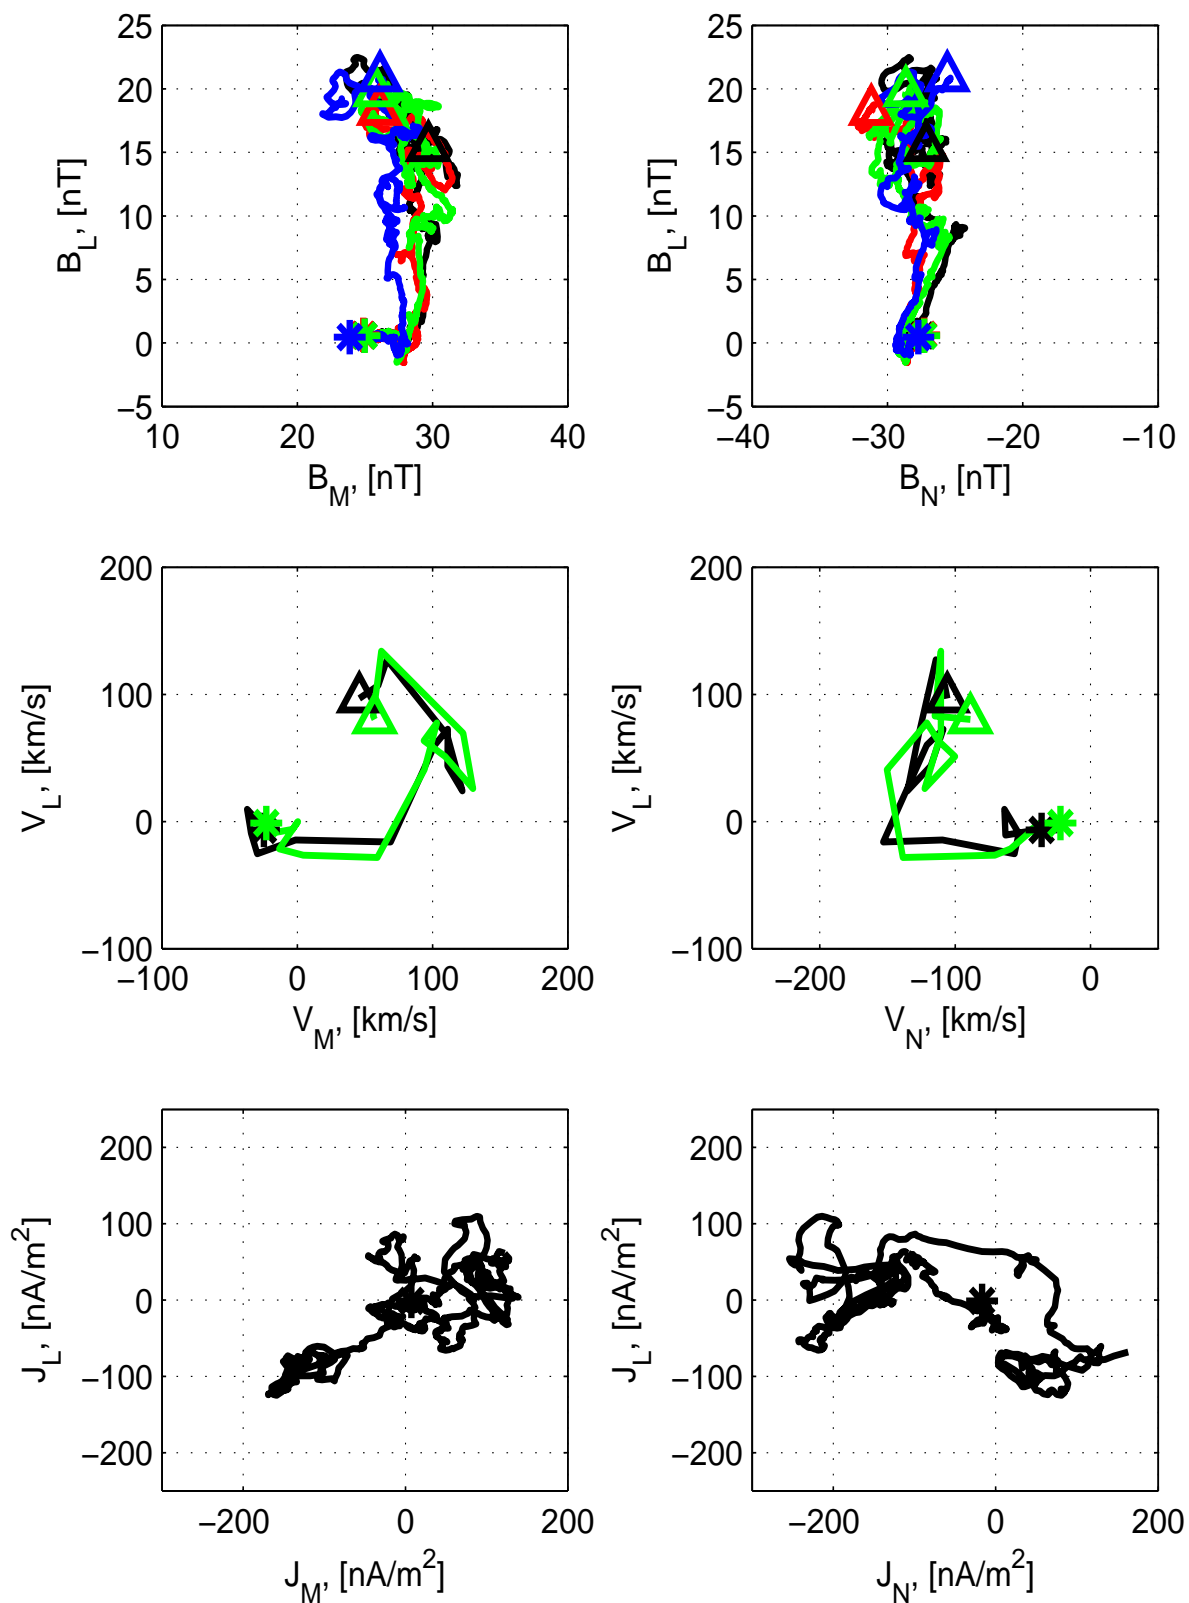 25
20
15
10
5
0
−5
10 20 30 40
B_L, [nT]
B_M, [nT]
25
20
15
10
5
0
−5
−40 −30 −20 −10
B_L, [nT]
B_N, [nT]
200
100
0
−100
−100 0 100 200
V_L, [km/s]
V_M, [km/s]
200
100
0
−100
−200 −100 0
V_L, [km/s]
V_N, [km/s]
200
100
0
−100
−200
−200 0 200
J_L, [nA/m²]
J_M, [nA/m²]
200
100
0
−100
−200
−200 0 200
J_L, [nA/m²]
J_N, [nA/m²]